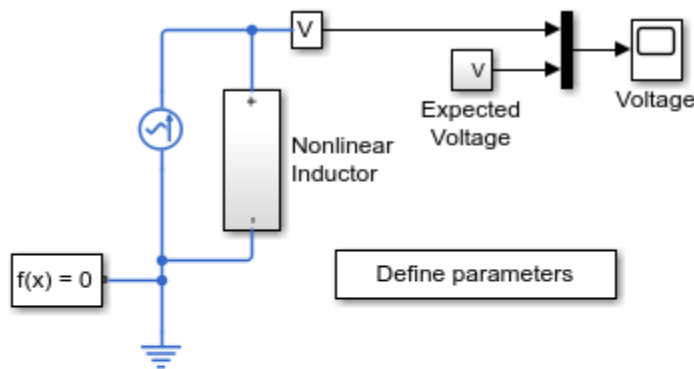 V
V
Expected
Voltage
Voltage
+
Nonlinear
Inductor
-
f(x) = 0
Define parameters